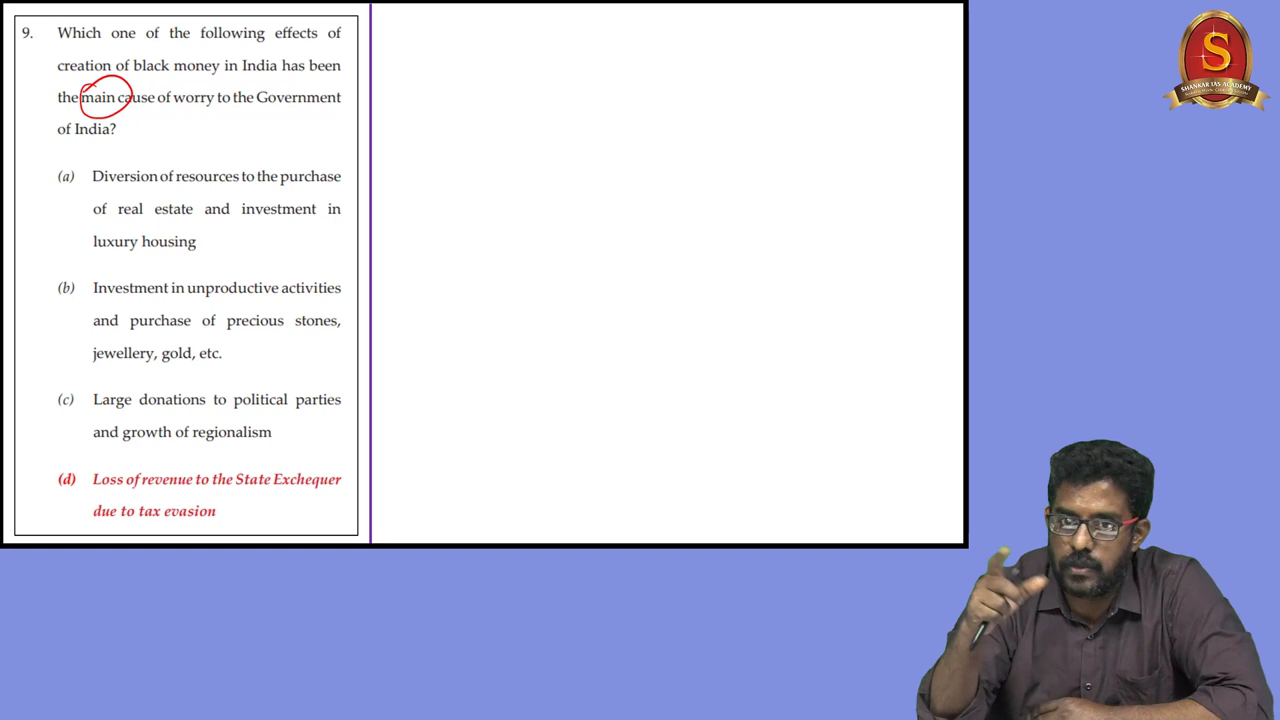 9. Which one of the following effects of
creation of black money in India has been
the main cause of worry to the Government
of India?
(a) Diversion of resources to the purchase
of real estate and investment in
luxury housing
(b) Investment in unproductive activities
and purchase of precious stones,
jewellery, gold, etc.
(c) Large donations to political parties
and growth of regionalism
(d) Loss of revenue to the State Exchequer
due to tax evasion
S
SHANKAR IAS ACADEMY